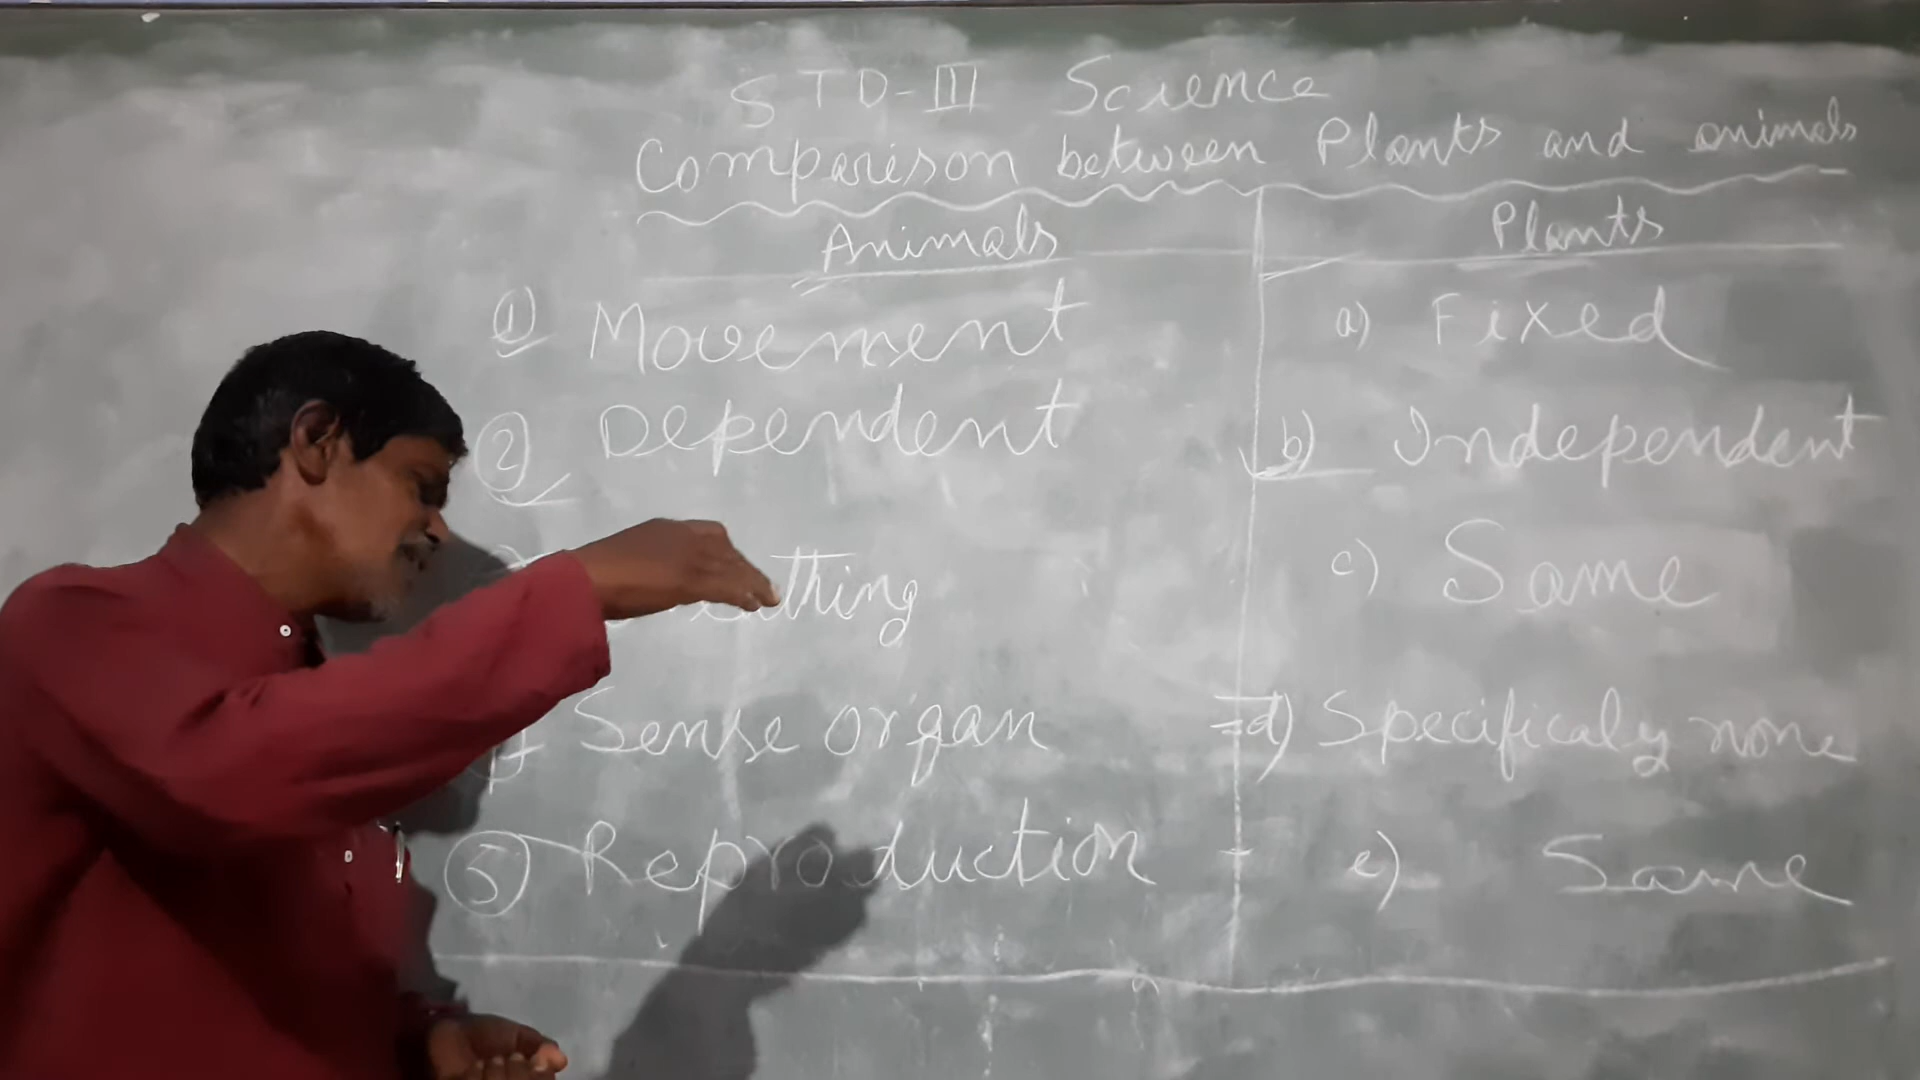 STD-III Science
Comparison between Plants and animals
Animals Plants
1) Movement a) Fixed
2) Dependent b) Independent
c) Same
Sense organ d) Specificaly none
5) Reproduction - e) Same